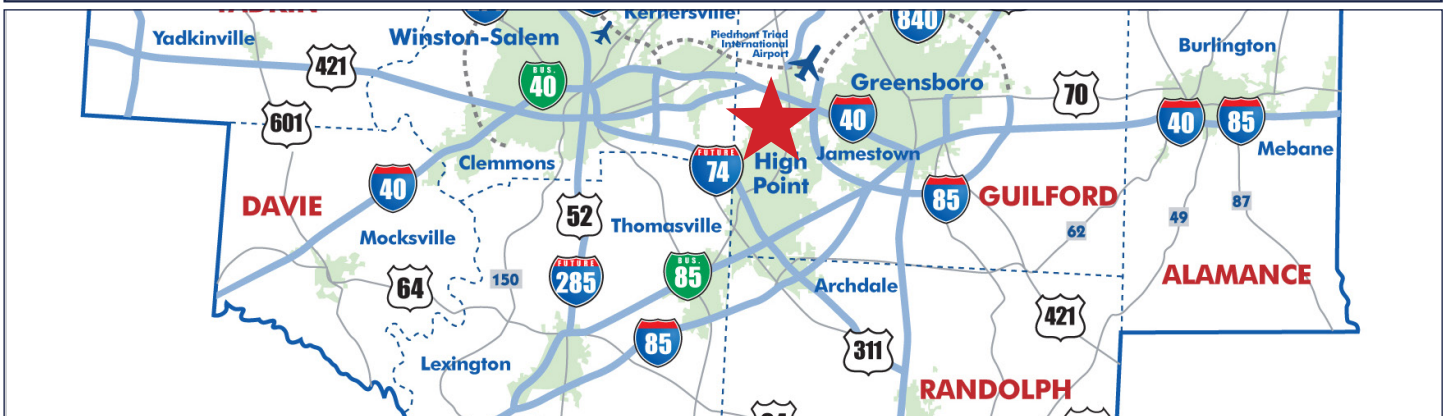 Kernersville
840
Yadkinville
Winston-Salem
Piedmont Triad
International
Airport
Burlington
421
BUS.
40
Greensboro
70
601
40
40
85
Clemmons
Jamestown
Mebane
FUTURE
74
High
Point
40
85
DAVIE
GUILFORD
52
Thomasville
49
87
62
Mocksville
FUTURE
285
BUS.
85
150
64
ALAMANCE
Archdale
421
85
311
Lexington
RANDOLPH